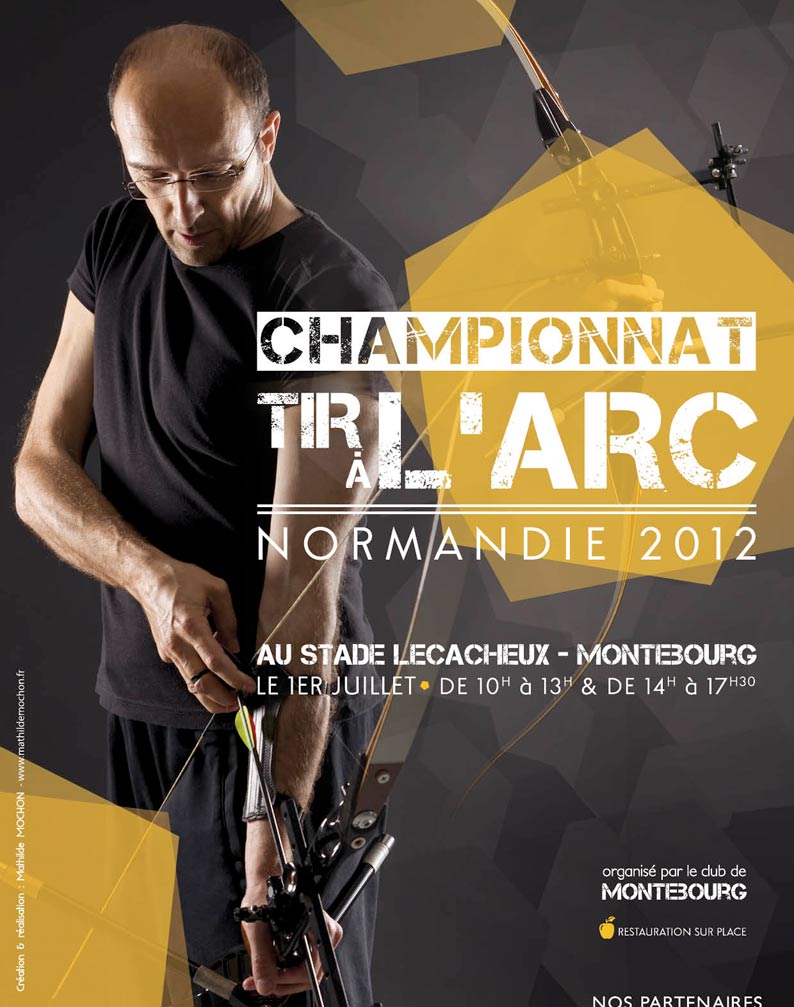 CHAMPIONNAT
TIR À L'ARC
NORMANDIE 2012
AU STADE LECACHEUX - MONTEBOURG
LE 1ER JUILLET • DE 10H à 13H & DE 14H à 17H30
organisé par le club de
MONTEBOURG
RESTAURATION SUR PLACE
NOS PARTENAIRES
Création & réalisation : Mathilde MOCHON - www.mathildemochon.fr